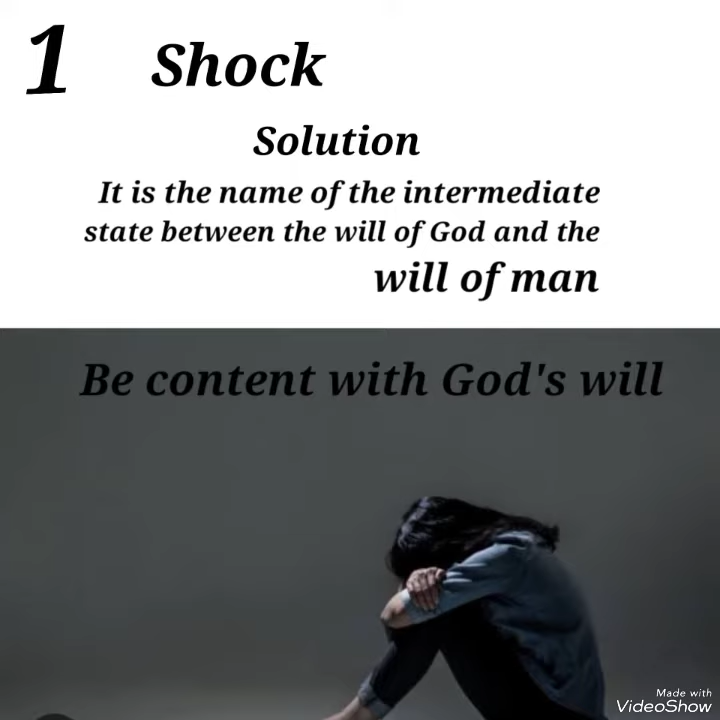 1 Shock
Solution
It is the name of the intermediate
state between the will of God and the
will of man
Be content with God's will
Made with
VideoShow